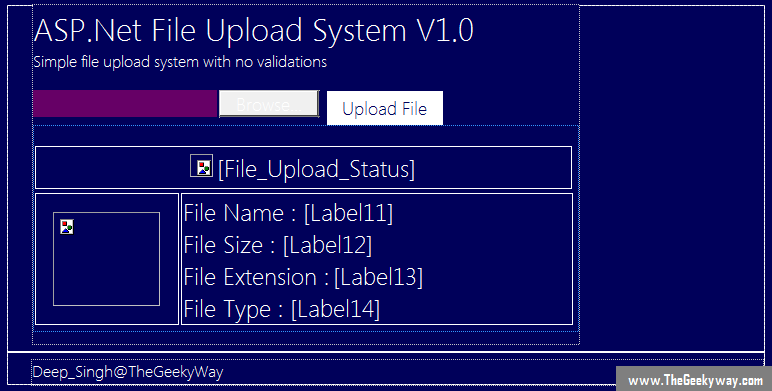 ASP.Net File Upload System V1.0
Simple file upload system with no validations
Browse... Upload File
[File_Upload_Status]
File Name : [Label11]
File Size : [Label12]
File Extension : [Label13]
File Type : [Label14]
Deep_Singh@TheGeekyWay
www.TheGeekyway.com